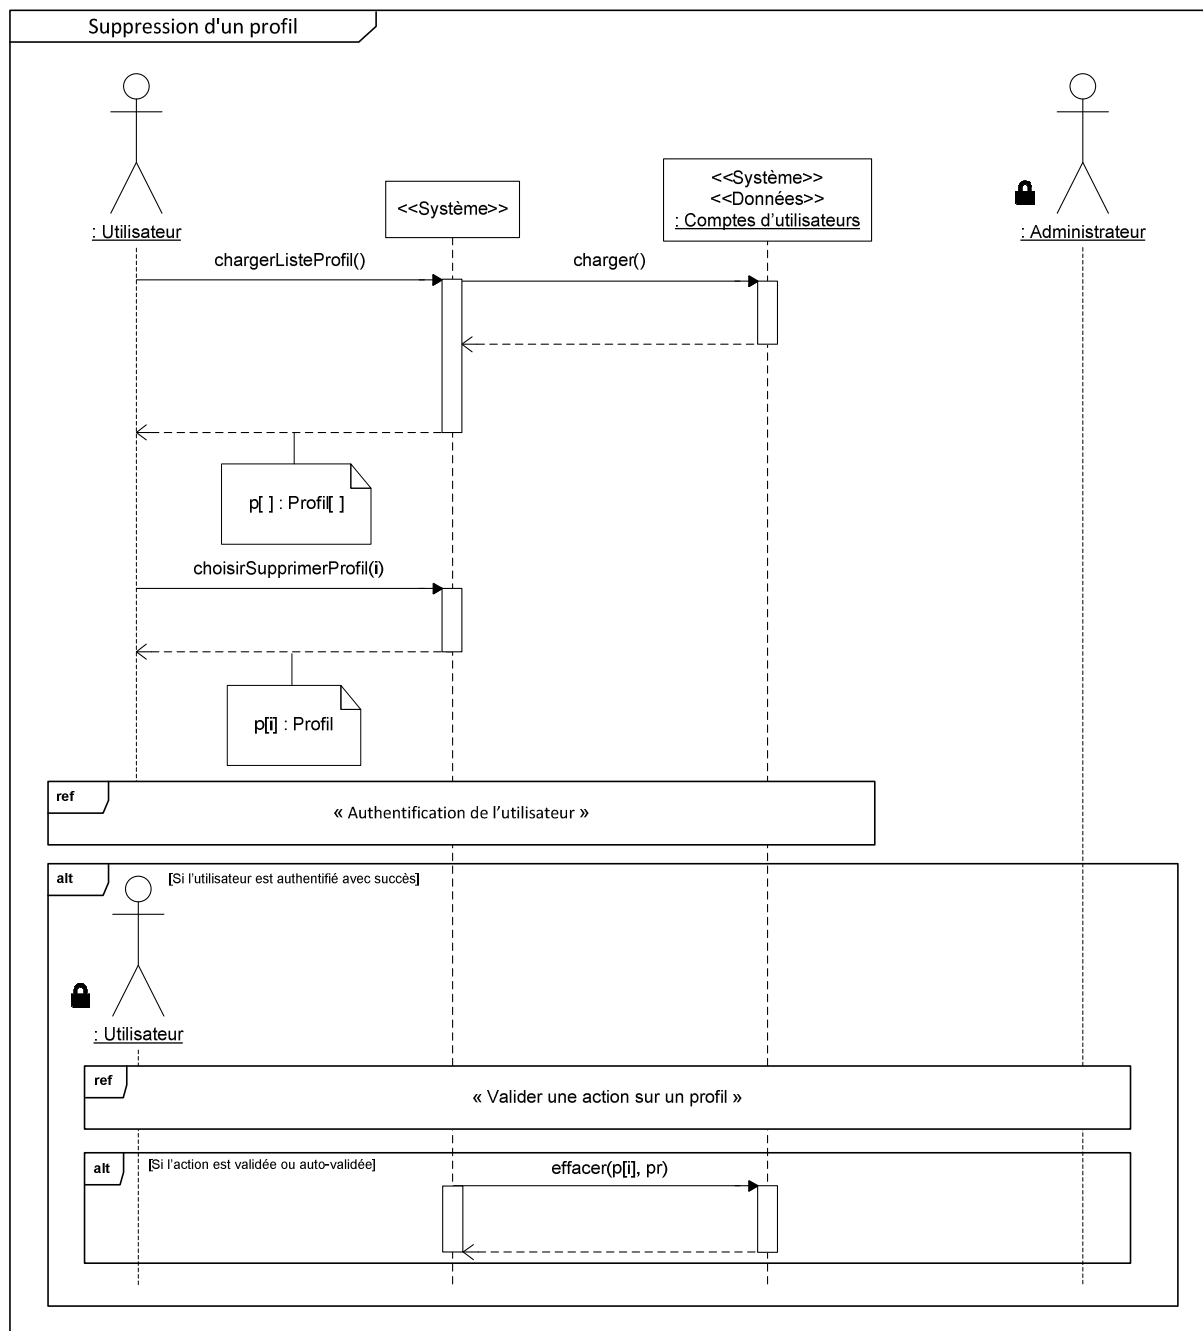 Suppression d'un profil
: Utilisateur
<<Système>>
<<Système>>
<<Données>>
: Comptes d'utilisateurs
: Administrateur
chargerListeProfil()
charger()
p[ ] : Profil[ ]
choisirSupprimerProfil(i)
p[i] : Profil
ref
« Authentification de l'utilisateur »
alt
[Si l'utilisateur est authentifié avec succès]
: Utilisateur
ref
« Valider une action sur un profil »
alt
[Si l'action est validée ou auto-validée]
effacer(p[i], pr)